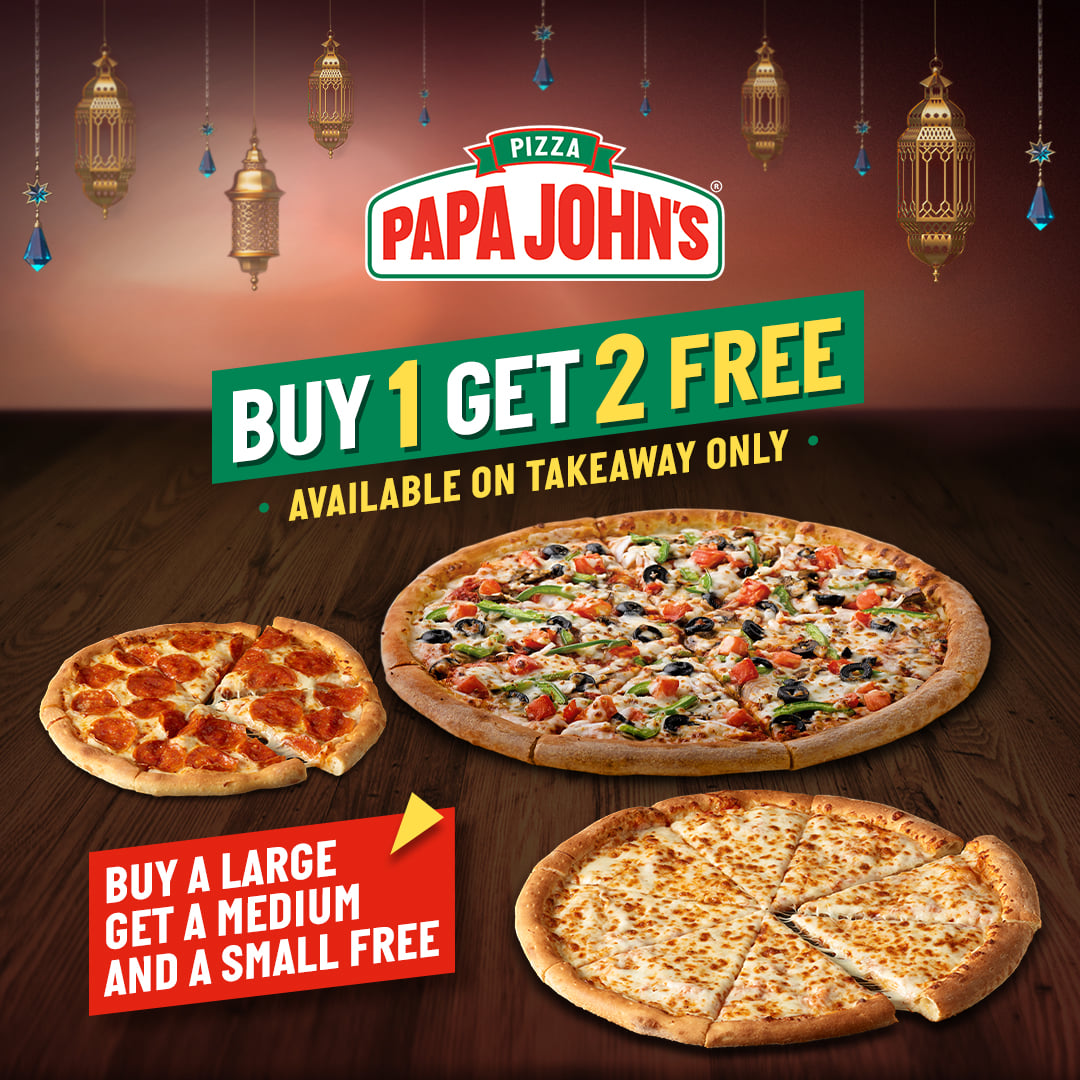 PIZZA
PAPA JOHN'S®
BUY 1 GET 2 FREE
• AVAILABLE ON TAKEAWAY ONLY •
BUY A LARGE
GET A MEDIUM
AND A SMALL FREE